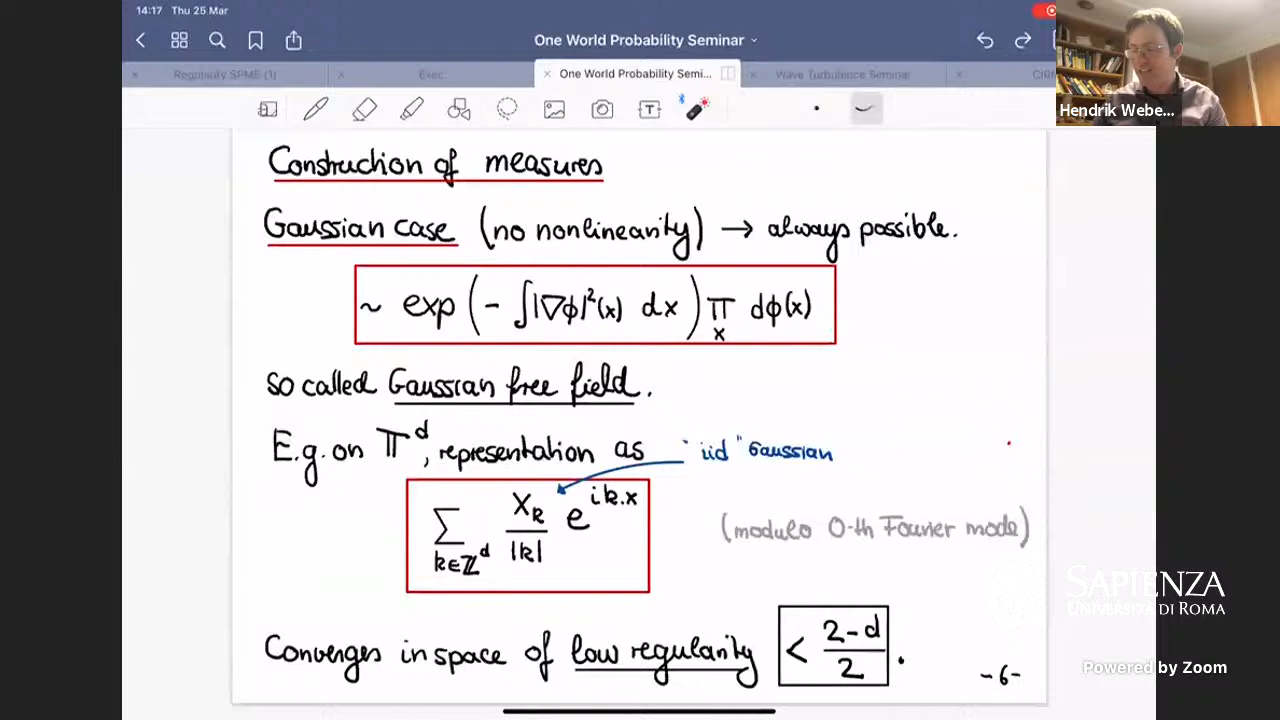 14:17 Thu 25 Mar
One World Probability Seminar
Regularity SPME (1)
Exec
One World Probability Semi...
Wave Turbulence Seminar
CIRM
Hendrik Webe...
Construction of measures
Gaussian case (no nonlinearity) → always possible.
~ exp (- ∫|∇ϕ|²(x) dx) ∏_x dϕ(x)
so called Gaussian free field.
E.g. on 𝕋^d, representation as "iid" Gaussian
∑_{k∈ℤ^d} X_k/|k| e^{ik.x}
(modulo 0-th Fourier mode)
Converges in space of low regularity < (2-d)/2 .
-6-
SAPIENZA
UNIVERSITÀ DI ROMA
Powered by Zoom